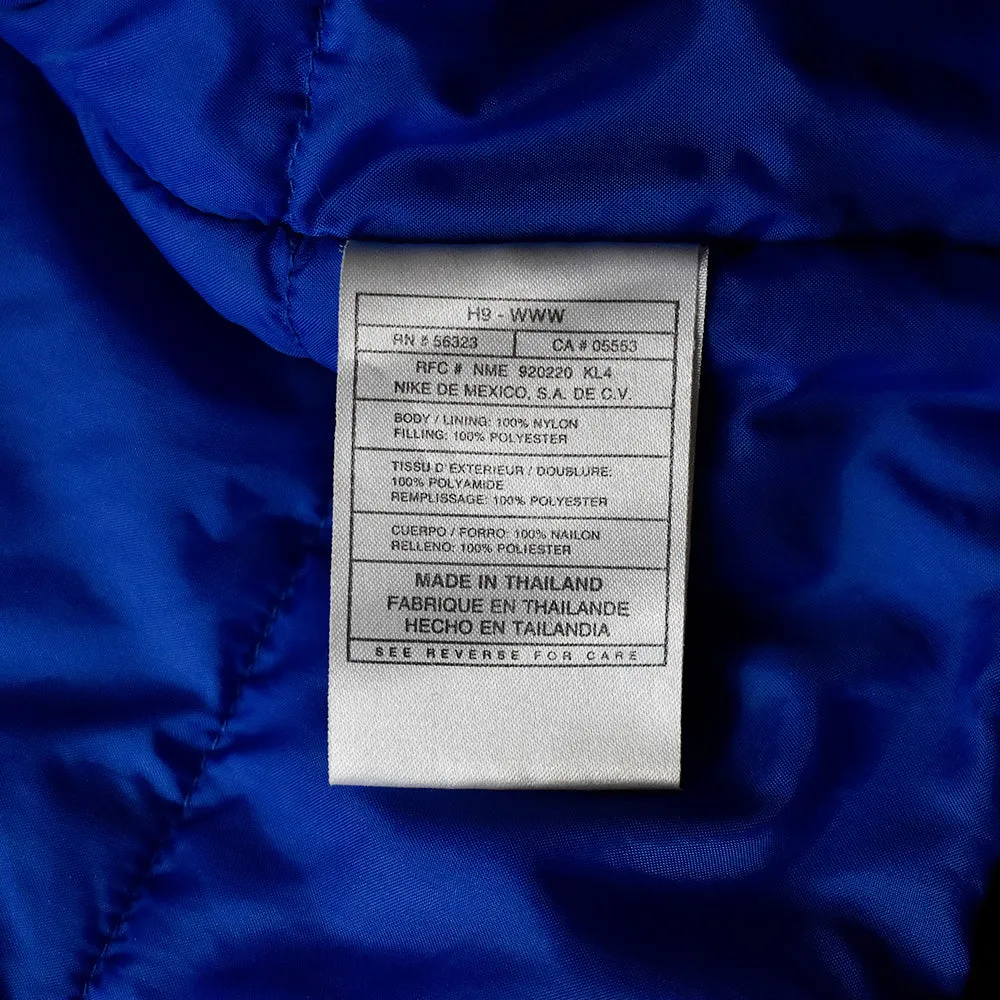 H9 - WWW
RN # 56323 CA # 05553
RFC # NME 920220 KL4
NIKE DE MEXICO, S.A. DE C.V.
BODY / LINING: 100% NYLON
FILLING: 100% POLYESTER
TISSU D'EXTERIEUR / DOUBLURE:
100% POLYAMIDE
REMPLISSAGE: 100% POLYESTER
CUERPO / FORRO: 100% NAILON
RELLENO: 100% POLIESTER
MADE IN THAILAND
FABRIQUE EN THAILANDE
HECHO EN TAILANDIA
SEE REVERSE FOR CARE